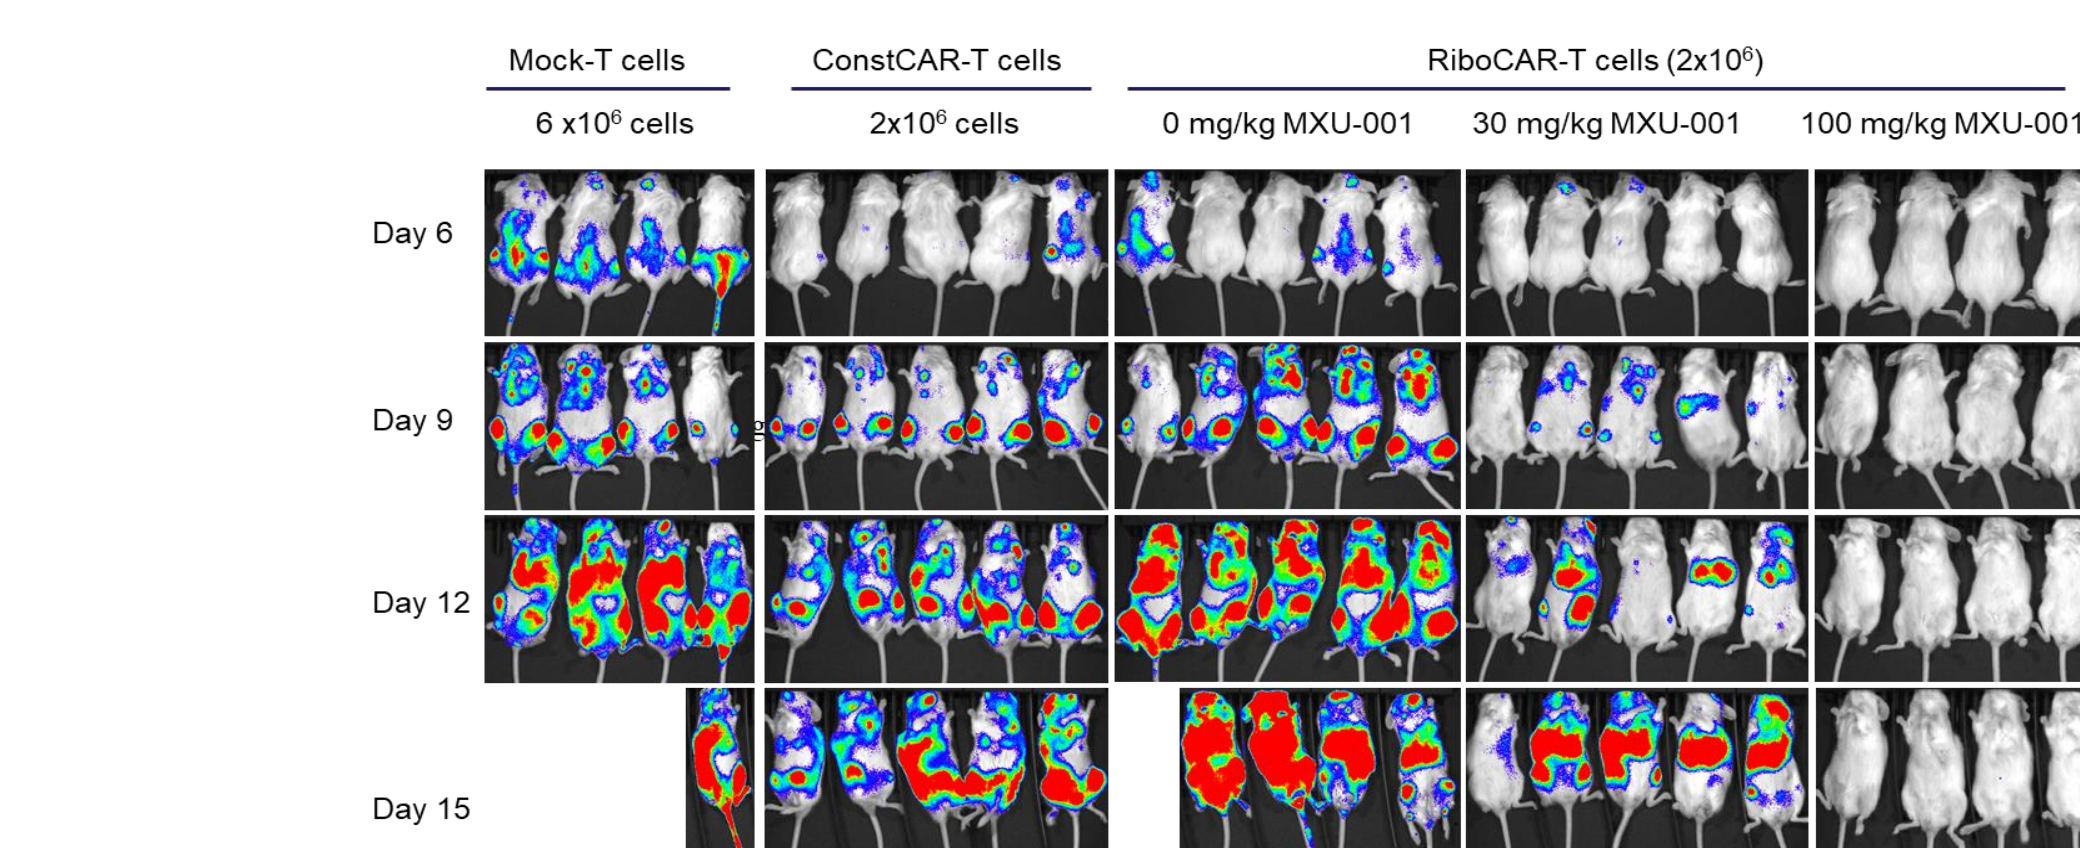 Mock-T cells
ConstCAR-T cells
RiboCAR-T cells (2x10⁶)
6 x10⁶ cells
2x10⁶ cells
0 mg/kg MXU-001
30 mg/kg MXU-001
100 mg/kg MXU-001
Day 6
Day 9
g
Day 12
Day 15